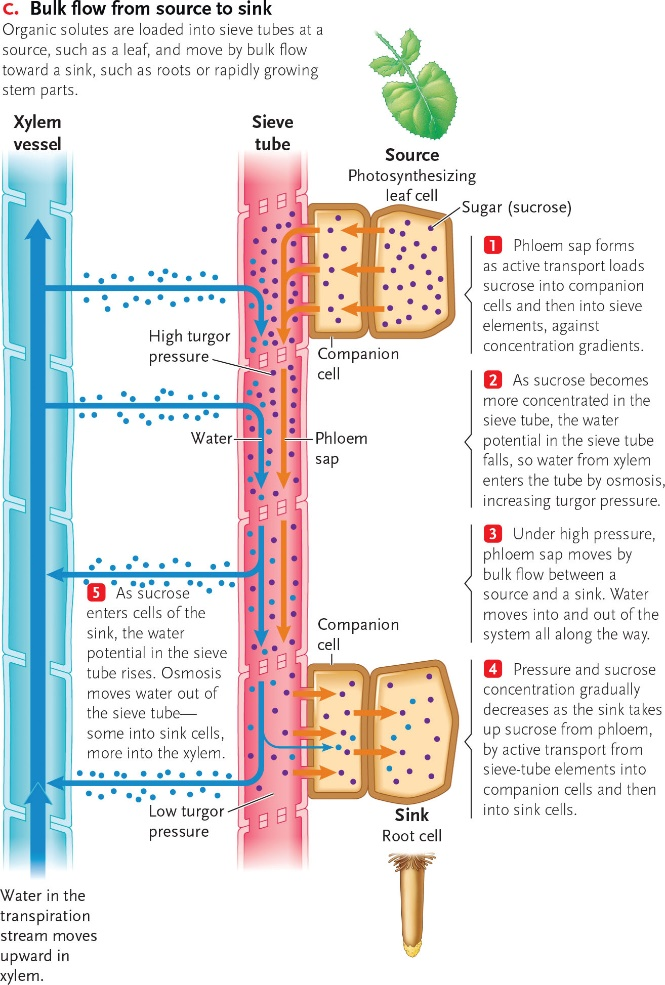 C. Bulk flow from source to sink
Organic solutes are loaded into sieve tubes at a
source, such as a leaf, and move by bulk flow
toward a sink, such as roots or rapidly growing
stem parts.
Xylem
vessel
Sieve
tube
Source
Photosynthesizing
leaf cell
Sugar (sucrose)
1 Phloem sap forms
as active transport loads
sucrose into companion
cells and then into sieve
elements, against
concentration gradients.
High turgor
pressure
Companion
cell
2 As sucrose becomes
more concentrated in the
sieve tube, the water
potential in the sieve tube
falls, so water from xylem
enters the tube by osmosis,
increasing turgor pressure.
Water
Phloem
sap
3 Under high pressure,
phloem sap moves by
bulk flow between a
source and a sink. Water
moves into and out of the
system all along the way.
5 As sucrose
enters cells of the
sink, the water
potential in the sieve
tube rises. Osmosis
moves water out of
the sieve tube—
some into sink cells,
more into the xylem.
Companion
cell
4 Pressure and sucrose
concentration gradually
decreases as the sink takes
up sucrose from phloem,
by active transport from
sieve-tube elements into
companion cells and then
into sink cells.
Low turgor
pressure
Sink
Root cell
Water in the
transpiration
stream moves
upward in
xylem.